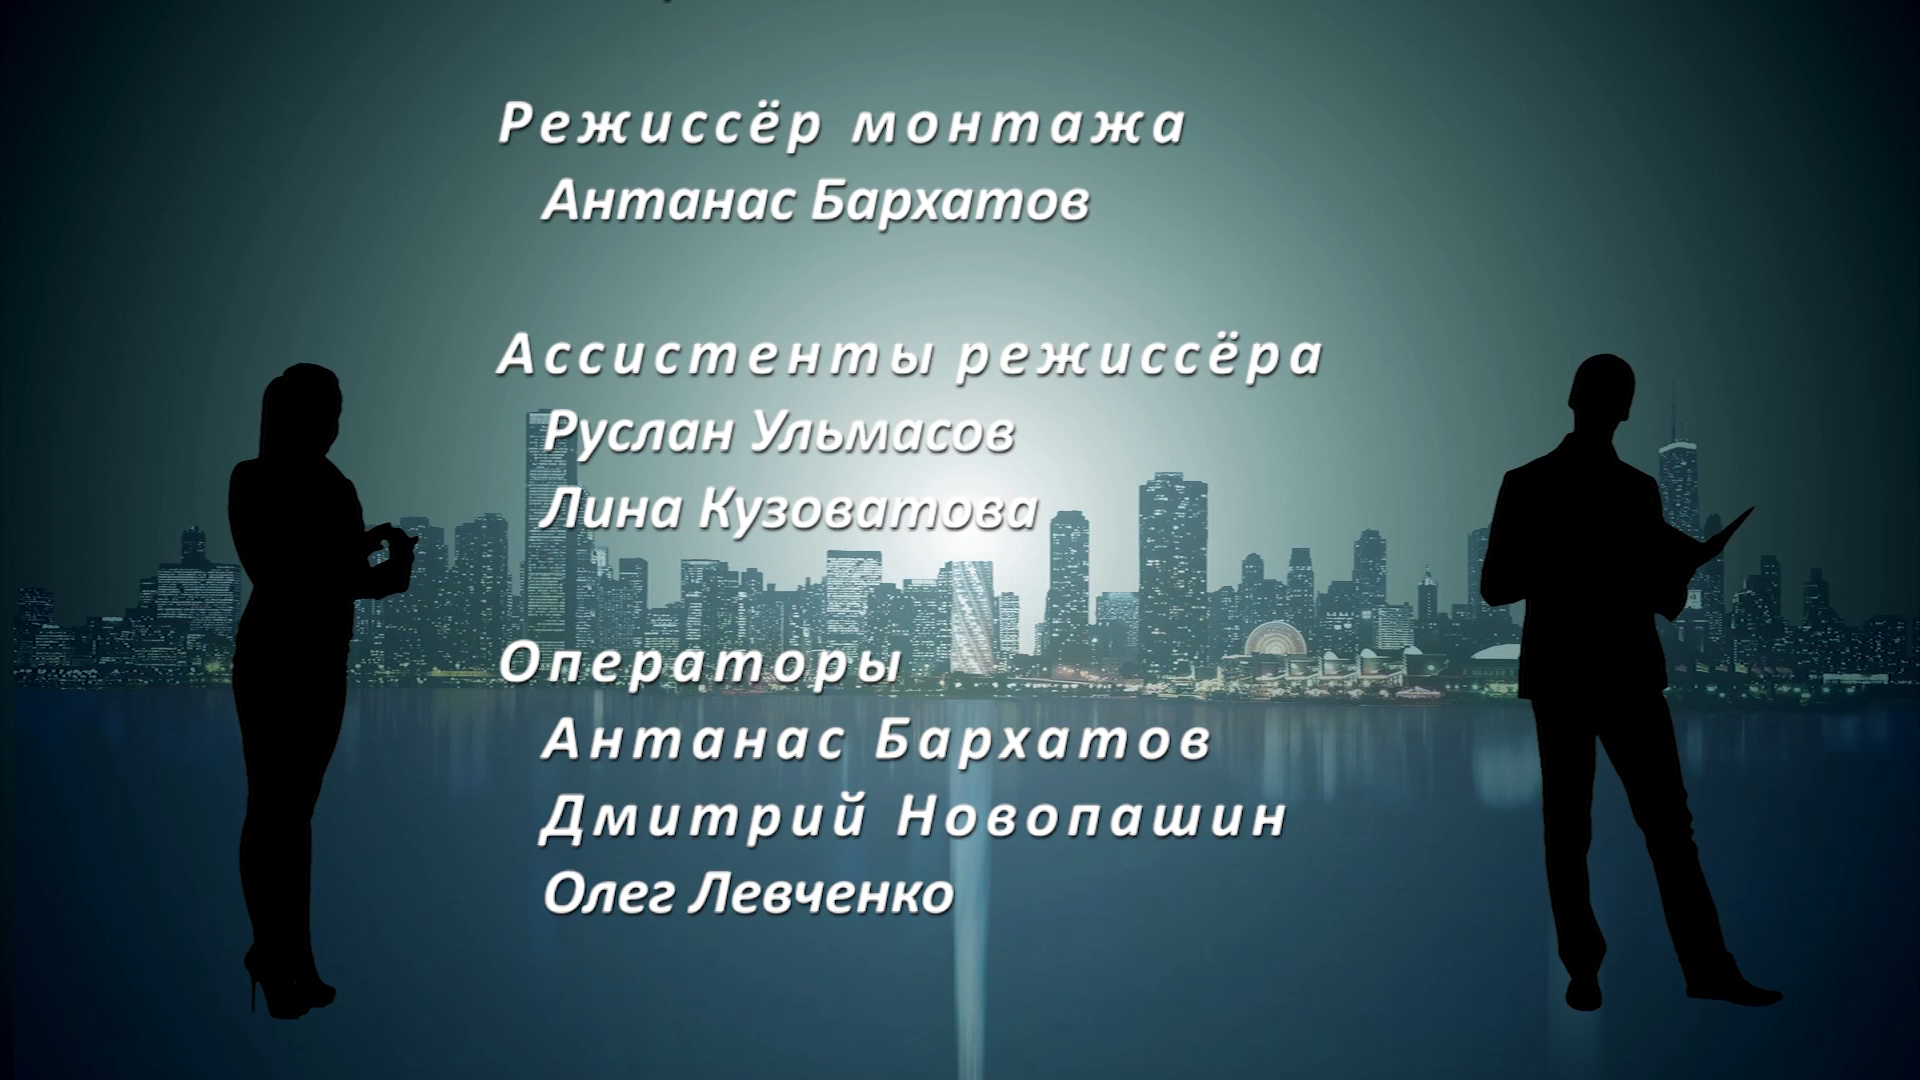 Режиссёр монтажа
Антанас Бархатов
Ассистенты режиссёра
Руслан Ульмасов
Лина Кузоватова
Операторы
Антанас Бархатов
Дмитрий Новопашин
Олег Левченко